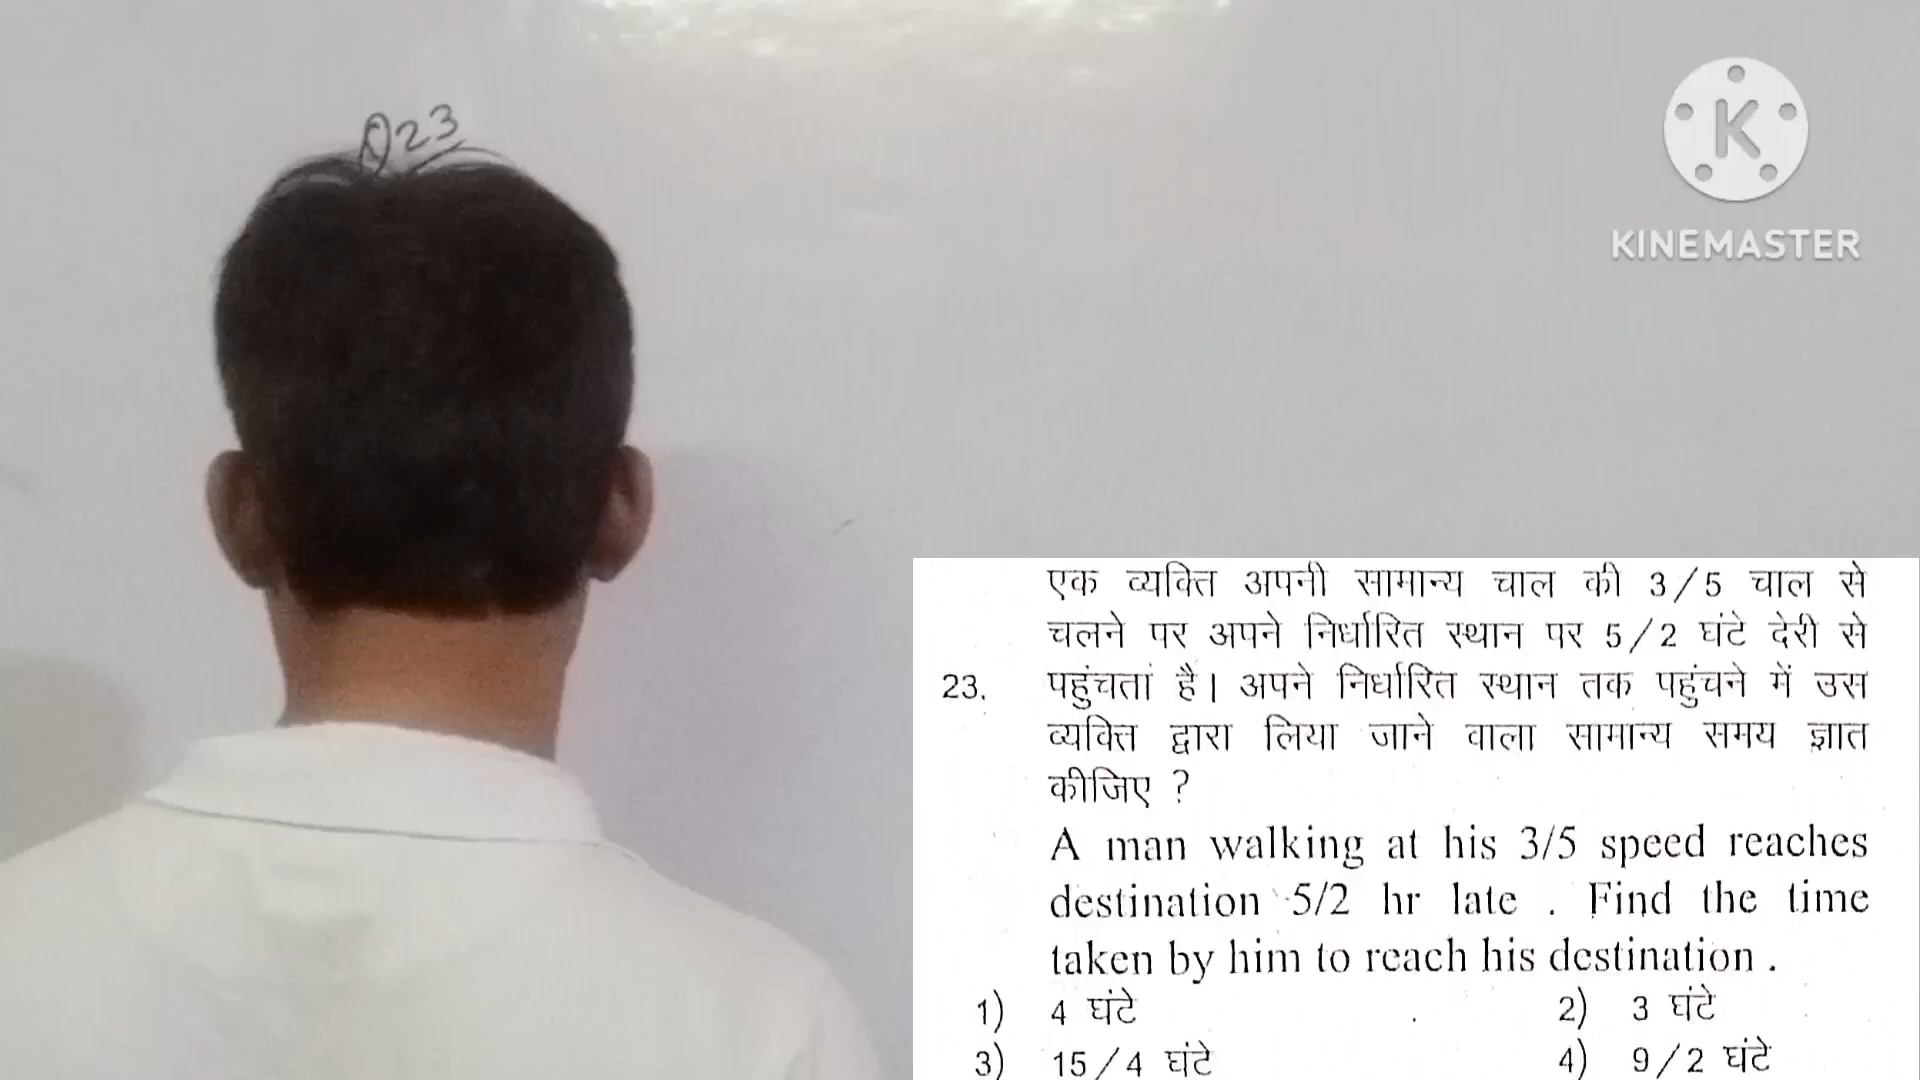 Q23
K
KINEMASTER
एक व्यक्ति अपनी सामान्य चाल की 3/5 चाल से
चलने पर अपने निर्धारित स्थान पर 5/2 घंटे देरी से
23. पहुंचता है। अपने निर्धारित स्थान तक पहुंचने में उस
व्यक्ति द्वारा लिया जाने वाला सामान्य समय ज्ञात
कीजिए ?
A man walking at his 3/5 speed reaches
destination 5/2 hr late . Find the time
taken by him to reach his destination .
1) 4 घंटे 2) 3 घंटे
3) 15/4 घंटे 4) 9/2 घंटे